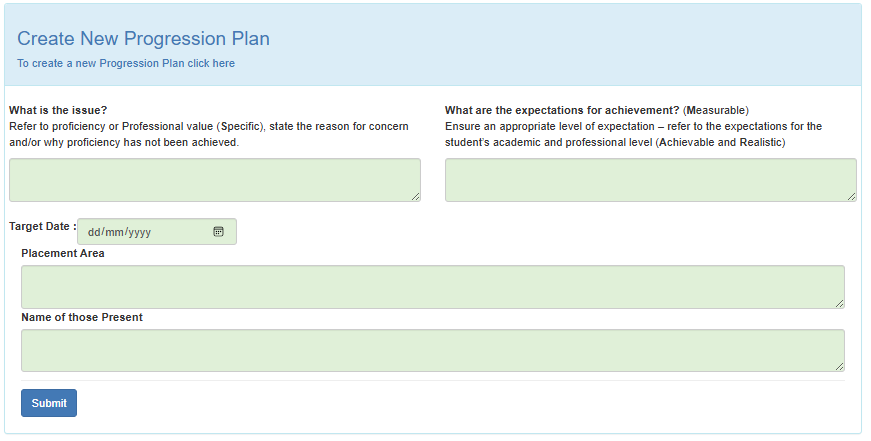 Create New Progression Plan
To create a new Progression Plan click here
What is the issue?
Refer to proficiency or Professional value (Specific), state the reason for concern
and/or why proficiency has not been achieved.
What are the expectations for achievement? (Measurable)
Ensure an appropriate level of expectation – refer to the expectations for the
student's academic and professional level (Achievable and Realistic)
Target Date : dd/mm/yyyy
Placement Area
Name of those Present
Submit